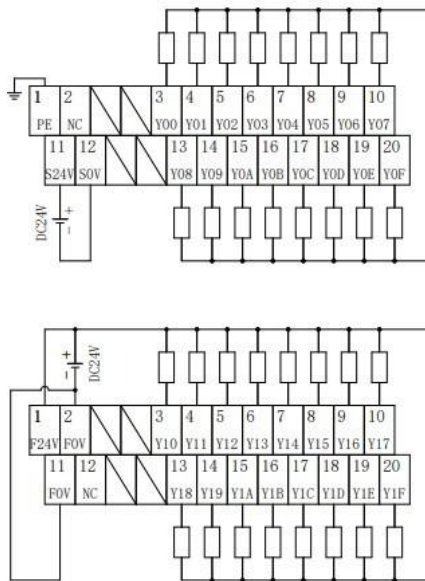 1 2 3 4 5 6 7 8 9 10
PE NC Y00 Y01 Y02 Y03 Y04 Y05 Y06 Y07
11 12 13 14 15 16 17 18 19 20
S24V S0V Y08 Y09 Y0A Y0B Y0C Y0D Y0E Y0F
DC24V + -
+ - DC24V
1 2 3 4 5 6 7 8 9 10
F24V F0V Y10 Y11 Y12 Y13 Y14 Y15 Y16 Y17
11 12 13 14 15 16 17 18 19 20
F0V NC Y18 Y19 Y1A Y1B Y1C Y1D Y1E Y1F